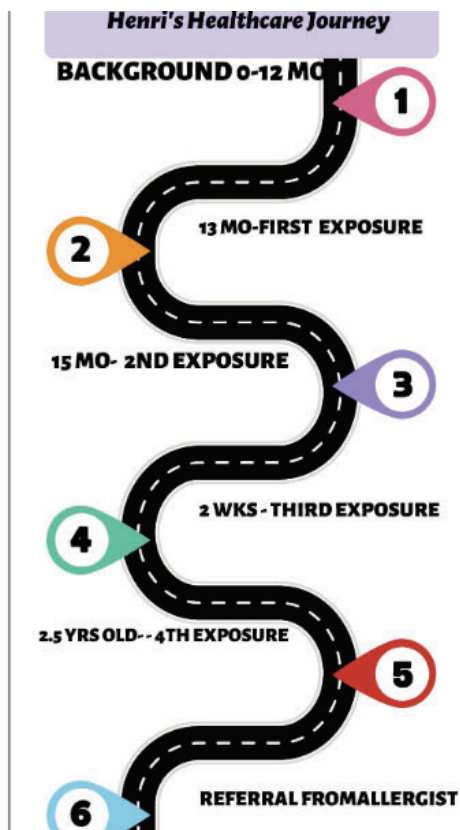 Henri's Healthcare Journey
BACKGROUND 0-12 MO
1
13 MO-FIRST EXPOSURE
2
15 MO- 2ND EXPOSURE
3
2 WKS - THIRD EXPOSURE
4
2.5 YRS OLD- - 4TH EXPOSURE
5
REFERRAL FROMALLERGIST
6